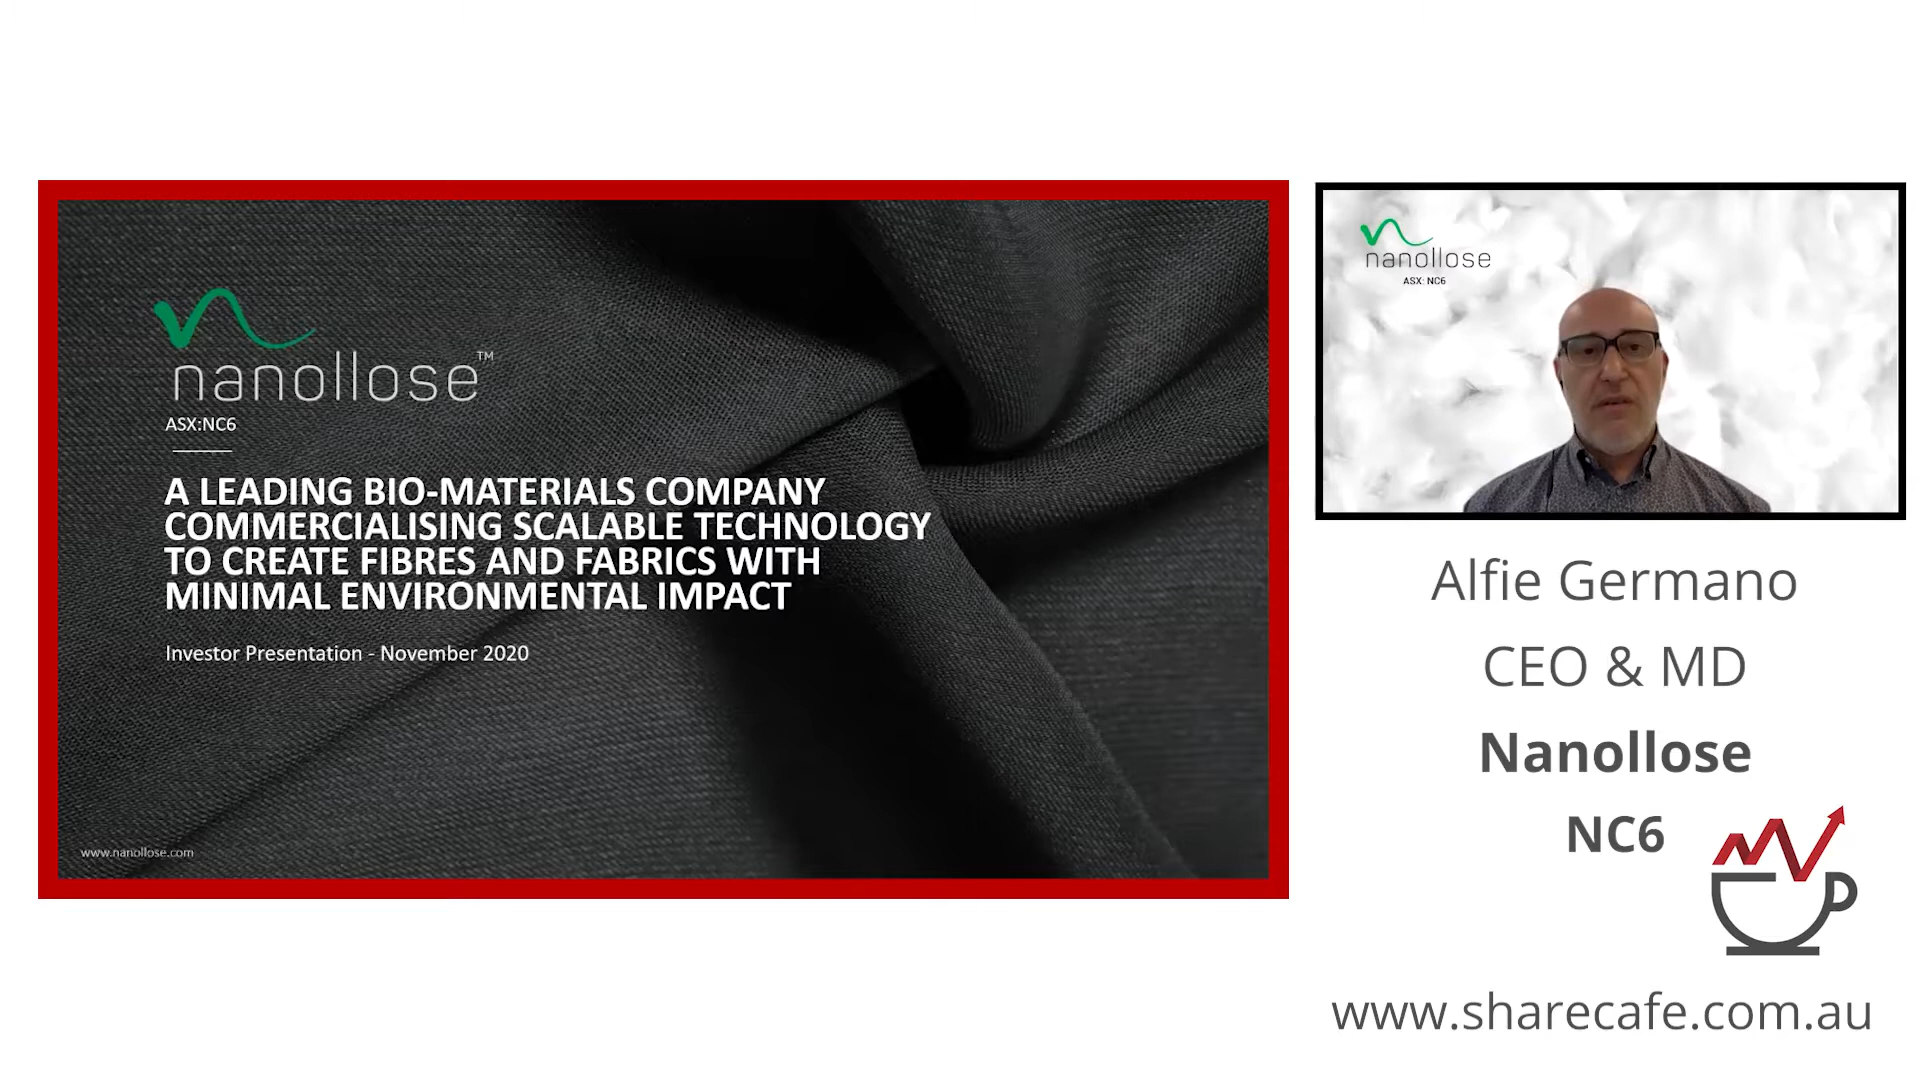 nanollose™
ASX:NC6
A LEADING BIO-MATERIALS COMPANY
COMMERCIALISING SCALABLE TECHNOLOGY
TO CREATE FIBRES AND FABRICS WITH
MINIMAL ENVIRONMENTAL IMPACT
Investor Presentation - November 2020
www.nanollose.com
nanollose
ASX: NC6
Alfie Germano
CEO & MD
Nanollose
NC6
www.sharecafe.com.au